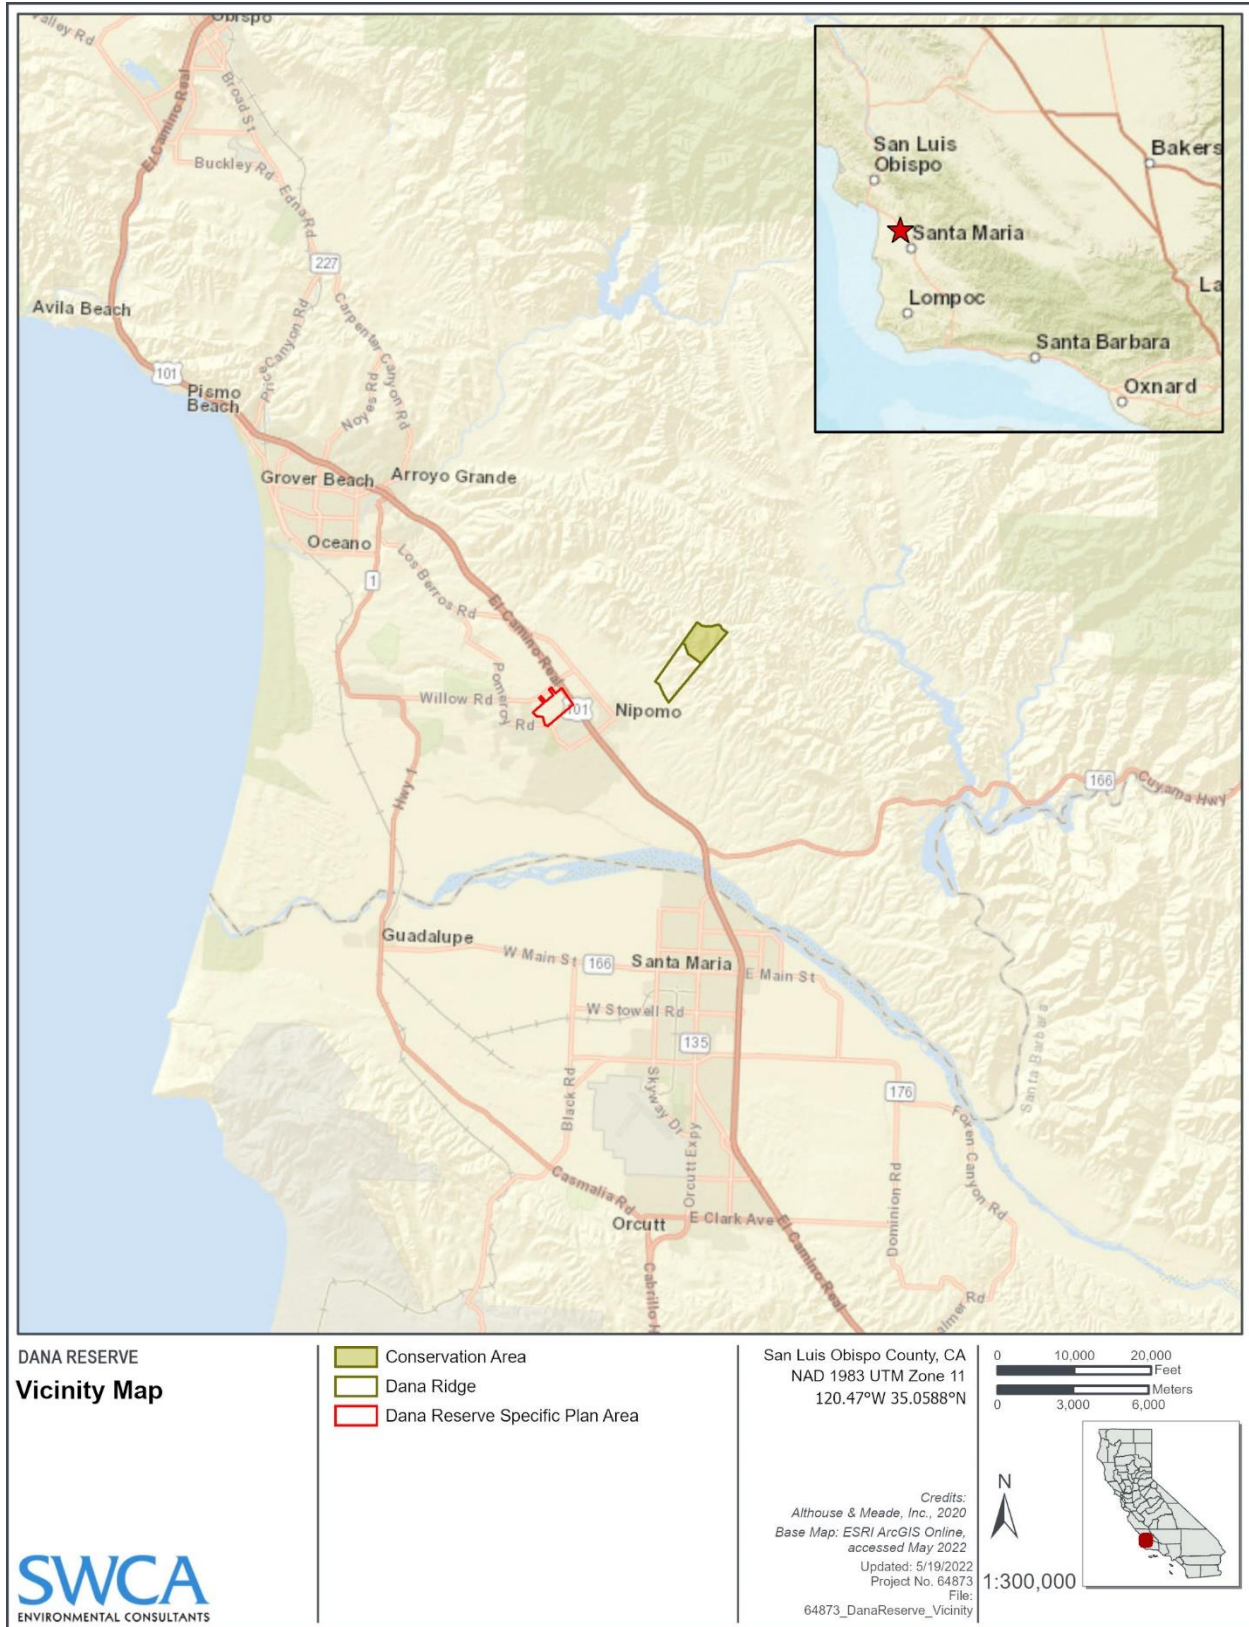 Obispo
Valley Rd
El Camino Real
Broad St
Buckley Rd
Edna Rd
227
Avila Beach
Price Canyon Rd
Carpenter Canyon Rd
101
Pismo
Beach
Noyes Rd
Grover Beach
Arroyo Grande
Oceano
Los Berros Rd
1
El Camino Real
Pomeroy
Rd
Willow Rd
101
Nipomo
Hwy 1
166
Cuyama Hwy
Guadalupe
W Main St
166
Santa Maria
E Main St
W Stowell Rd
135
Santa Barbara
Black Rd
Skyway Dr
176
Foxen Canyon Rd
Orcutt Expy
Casmalia Rd
Dominion Rd
Orcutt
E Clark Ave
El Camino Real
Cabrillo H
almer Rd
San Luis
Obispo
Bakers
Santa Maria
La
Lompoc
Santa Barbara
Oxnard
DANA RESERVE
Vicinity Map
SWCA
ENVIRONMENTAL CONSULTANTS
Conservation Area
Dana Ridge
Dana Reserve Specific Plan Area
San Luis Obispo County, CA
NAD 1983 UTM Zone 11
120.47°W 35.0588°N
Credits:
Althouse & Meade, Inc., 2020
Base Map: ESRI ArcGIS Online,
accessed May 2022
Updated: 5/19/2022
Project No. 64873
File:
64873_DanaReserve_Vicinity
0 10,000 20,000
Feet
Meters
0 3,000 6,000
N
1:300,000